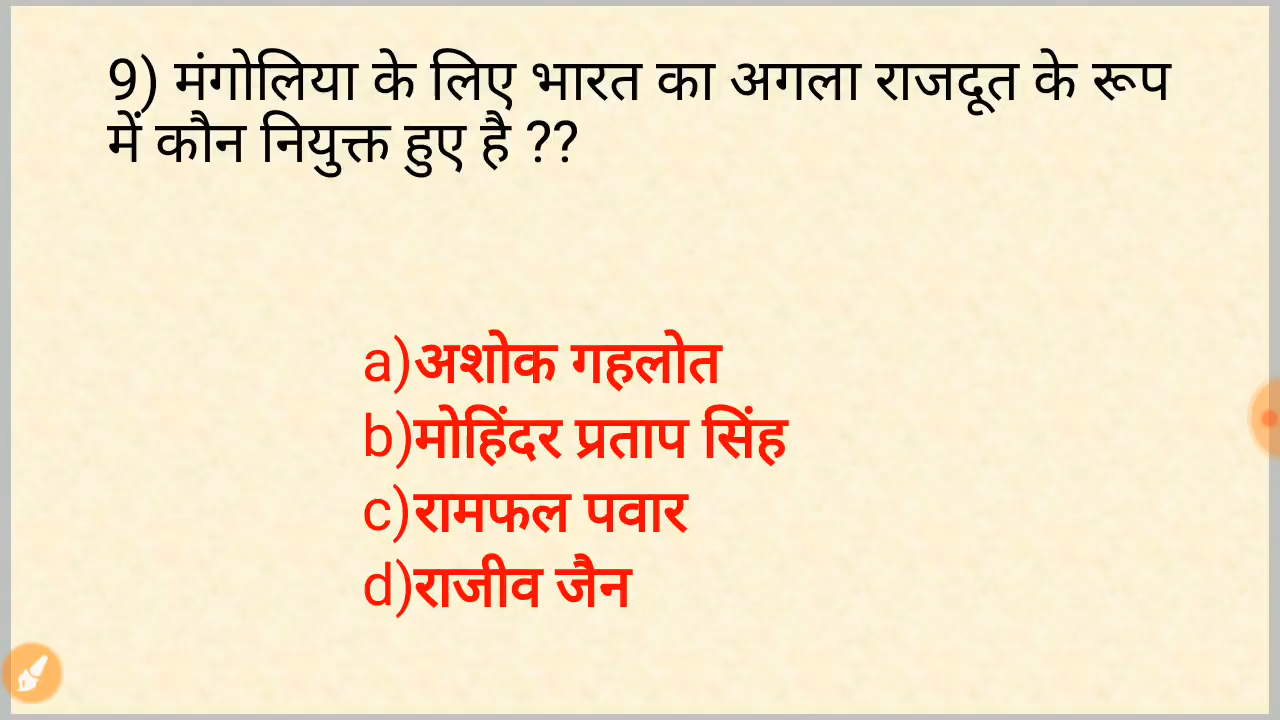 9) मंगोलिया के लिए भारत का अगला राजदूत के रूप
में कौन नियुक्त हुए है ??
a)अशोक गहलोत
b)मोहिंदर प्रताप सिंह
c)रामफल पवार
d)राजीव जैन